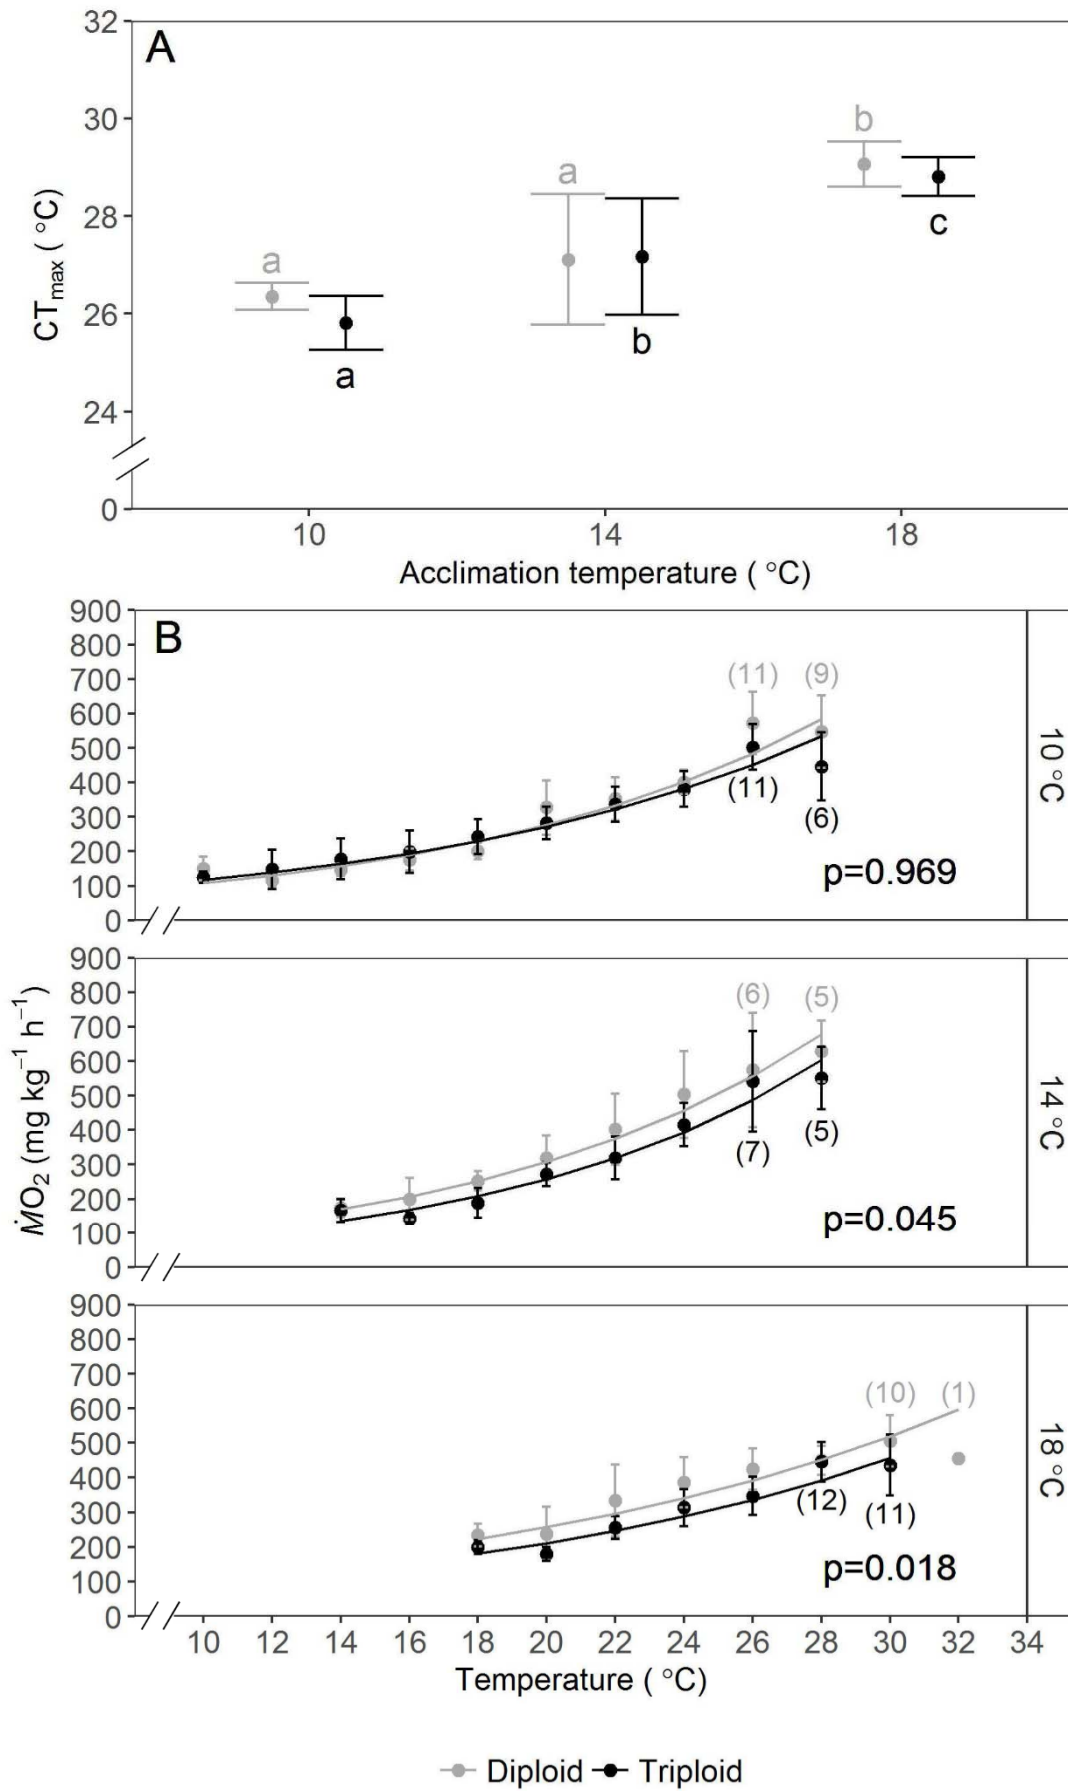 A
32
30
28
26
24
0
CTmax ( °C)
a
a
a
b
b
c
10 14 18
Acclimation temperature ( °C)
B
900
800
700
600
500
400
300
200
100
0
(11) (9)
(11)
(6)
p=0.969
10 °C
900
800
700
600
500
400
300
200
100
0
ṀO₂ (mg kg⁻¹ h⁻¹)
(6) (5)
(7)
(5)
p=0.045
14 °C
900
800
700
600
500
400
300
200
100
0
(10) (1)
(12)
(11)
p=0.018
18 °C
10 12 14 16 18 20 22 24 26 28 30 32 34
Temperature ( °C)
Diploid Triploid